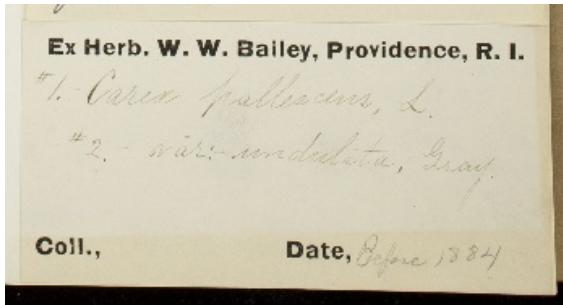 Ex Herb. W. W. Bailey, Providence, R. I.
#1.- Carex pallescens, L.
#2.- var. undulata, Gray.
Coll., Date, Before 1884